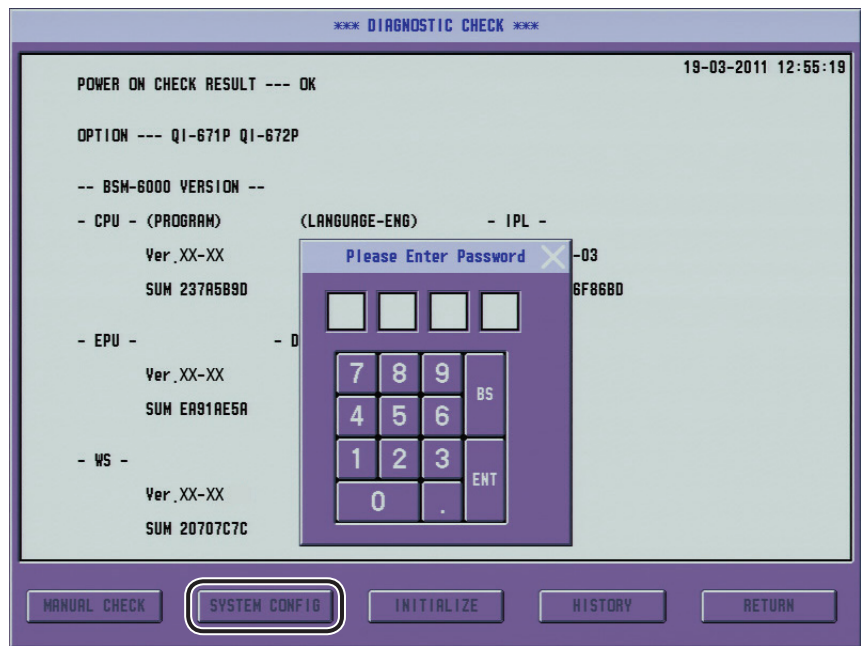 *** DIAGNOSTIC CHECK ***
19-03-2011 12:55:19
POWER ON CHECK RESULT --- OK
OPTION --- QI-671P QI-672P
-- BSM-6000 VERSION --
- CPU - (PROGRAM) (LANGUAGE-ENG) - IPL -
Ver.XX-XX -03
SUM 237A5B9D 6F86BD
- EPU - - D
Ver.XX-XX
SUM EA91AE5A
- WS -
Ver.XX-XX
SUM 20707C7C
Please Enter Password
7 8 9 BS
4 5 6
1 2 3 ENT
0 .
MANUAL CHECK SYSTEM CONFIG INITIALIZE HISTORY RETURN